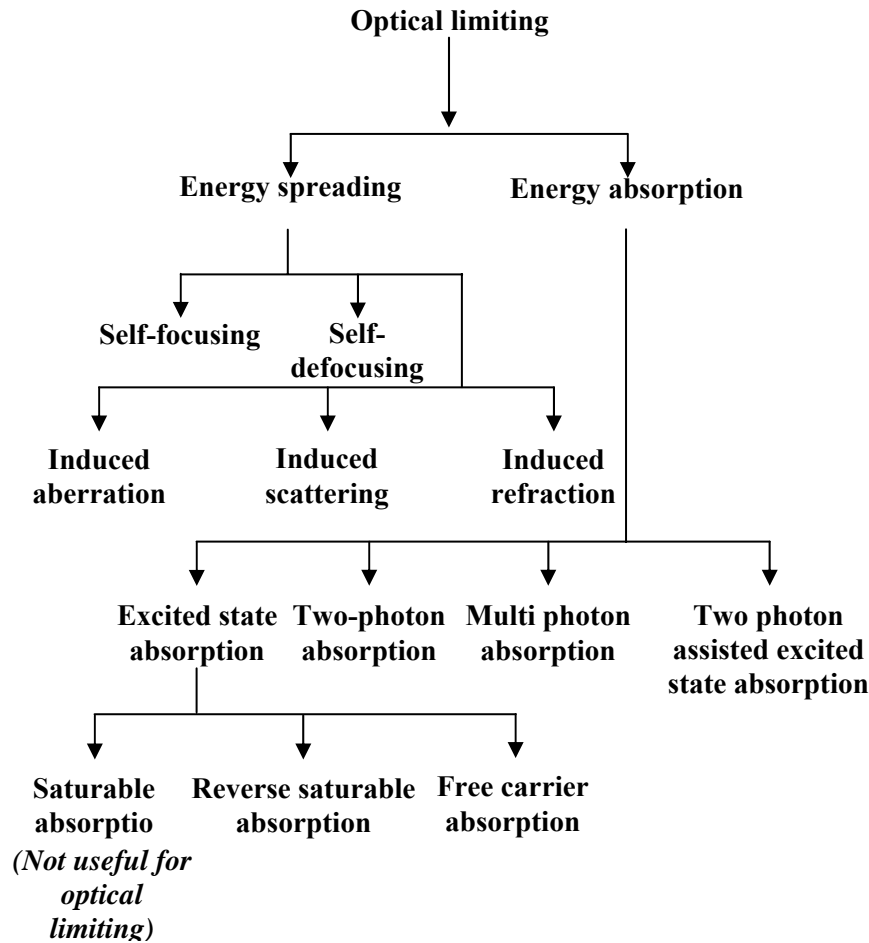 Optical limiting
Energy spreading
Energy absorption
Self-focusing
Self-
defocusing
Induced
aberration
Induced
scattering
Induced
refraction
Excited state
absorption
Two-photon
absorption
Multi photon
absorption
Two photon
assisted excited
state absorption
Saturable
absorptio
(Not useful for
optical
limiting)
Reverse saturable
absorption
Free carrier
absorption